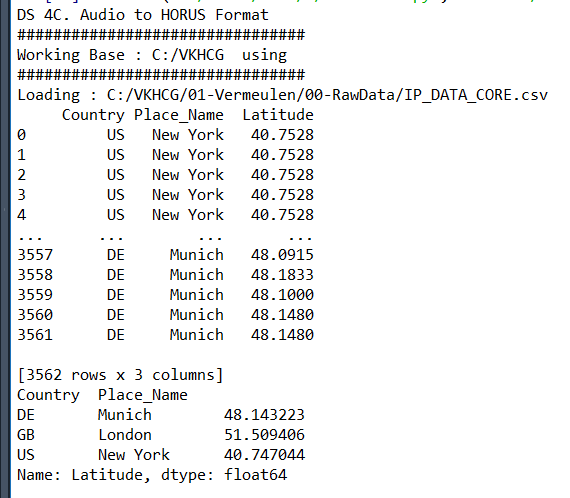 DS 4C. Audio to HORUS Format
################################
Working Base : C:/VKHCG  using
################################
Loading : C:/VKHCG/01-Vermeulen/00-RawData/IP_DATA_CORE.csv
     Country Place_Name  Latitude
0         US   New York   40.7528
1         US   New York   40.7528
2         US   New York   40.7528
3         US   New York   40.7528
4         US   New York   40.7528
...      ...        ...       ...
3557      DE     Munich   48.0915
3558      DE     Munich   48.1833
3559      DE     Munich   48.1000
3560      DE     Munich   48.1480
3561      DE     Munich   48.1480

[3562 rows x 3 columns]
Country  Place_Name
DE       Munich        48.143223
GB       London        51.509406
US       New York      40.747044
Name: Latitude, dtype: float64